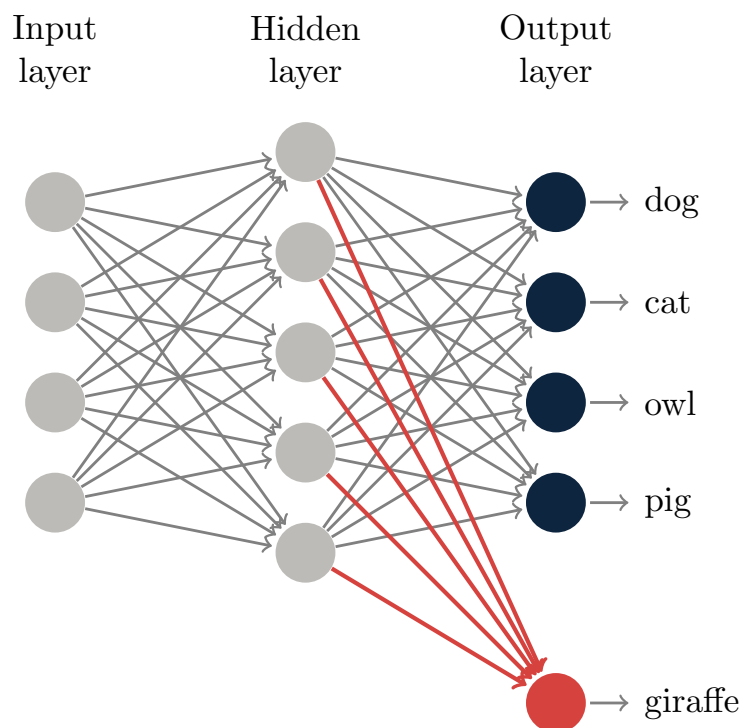 Input
layer
Hidden
layer
Output
layer
dog
cat
owl
pig
giraffe